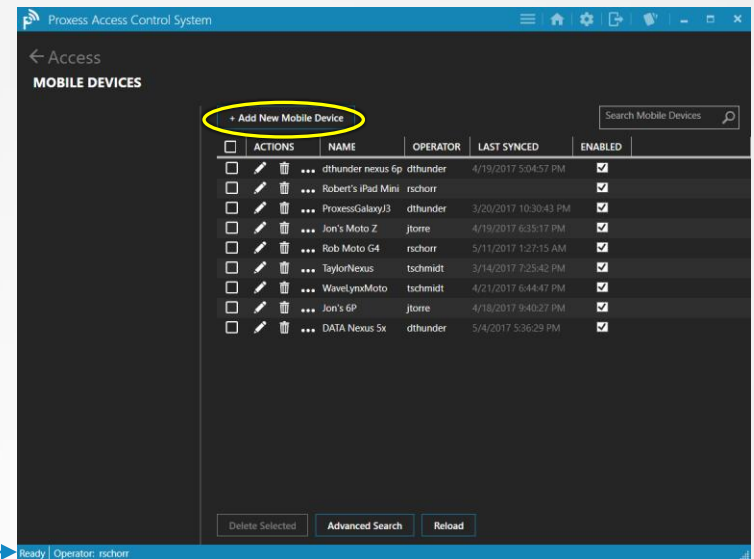 Proxess Access Control System
Access
MOBILE DEVICES
+ Add New Mobile Device
Search Mobile Devices
ACTIONS NAME OPERATOR LAST SYNCED ENABLED
... dthunder nexus 6p dthunder 4/19/2017 5:04:57 PM
... Robert's iPad Mini rschorr
... ProxessGalaxyJ3 dthunder 3/20/2017 10:30:43 PM
... Jon's Moto Z jtorre 4/19/2017 6:35:17 PM
... Rob Moto G4 rschorr 5/11/2017 1:27:15 AM
... TaylorNexus tschmidt 3/14/2017 7:25:42 PM
... WaveLynxMoto tschmidt 4/21/2017 6:44:47 PM
... Jon's 6P jtorre 4/18/2017 9:40:27 PM
... DATA Nexus 5x dthunder 5/4/2017 5:36:29 PM
Delete Selected Advanced Search Reload
Ready Operator: rschorr